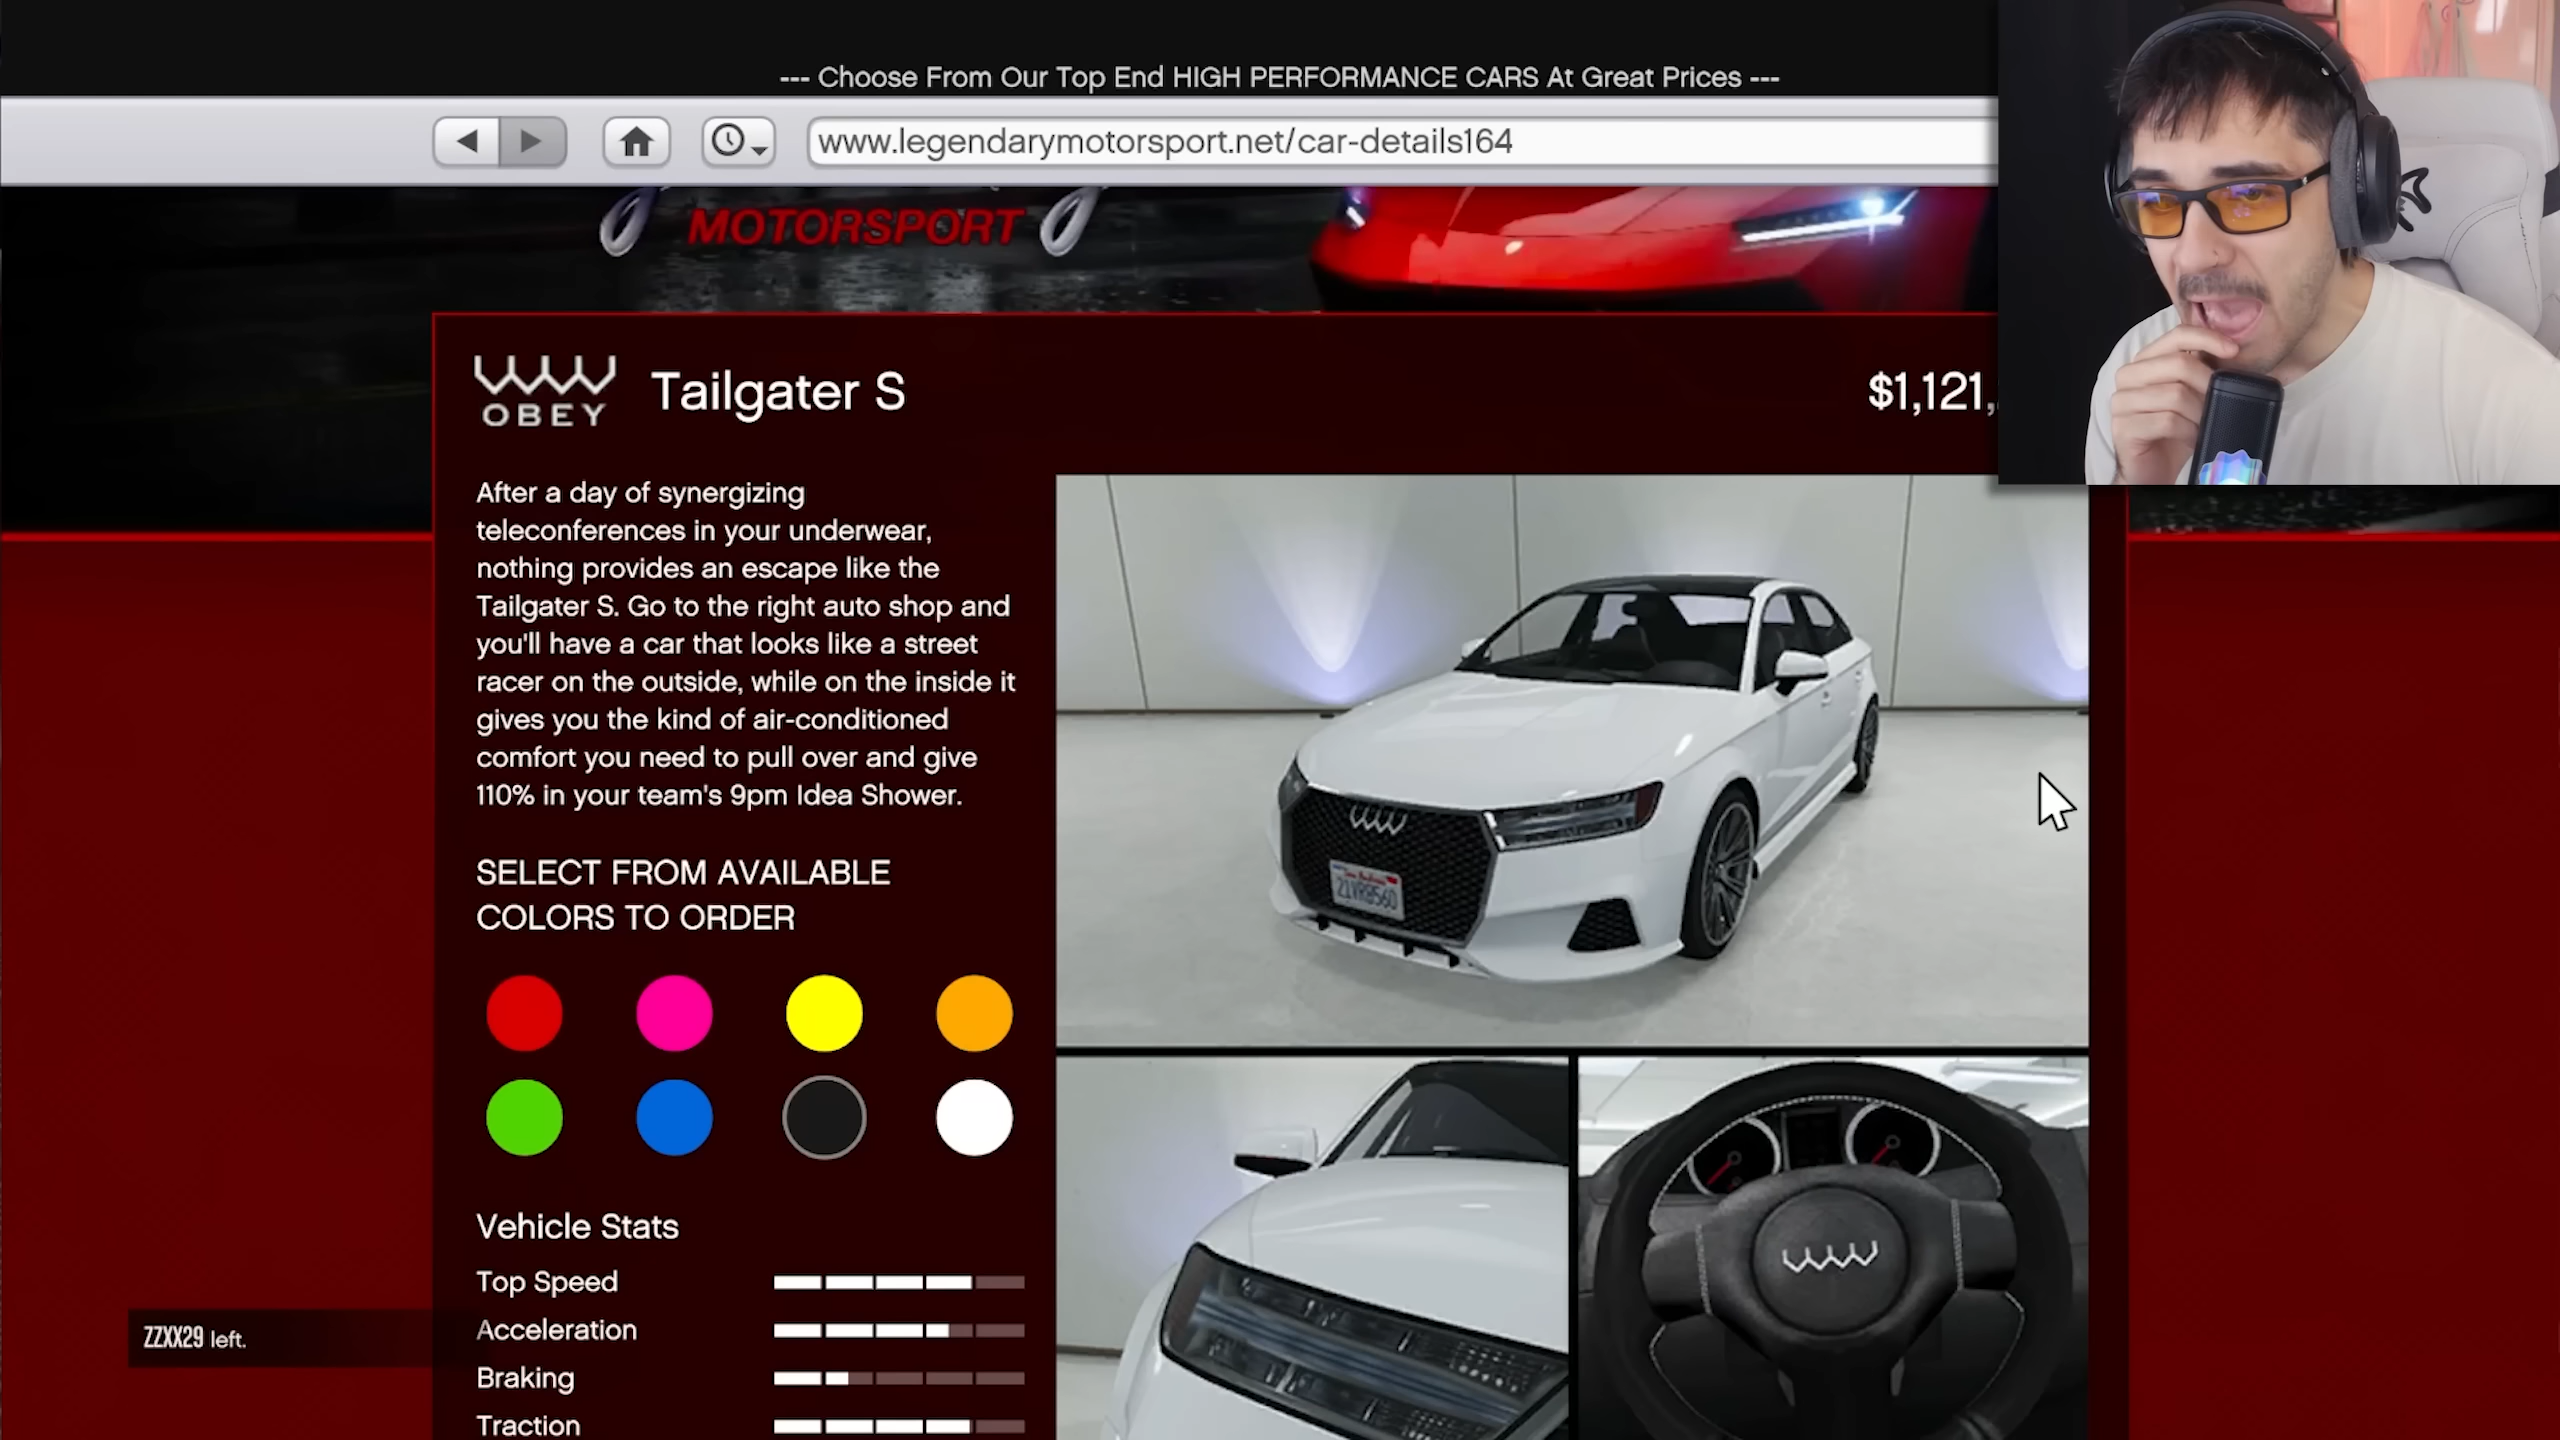 --- Choose From Our Top End HIGH PERFORMANCE CARS At Great Prices ---
www.legendarymotorsport.net/car-details164
MOTORSPORT
OBEY
Tailgater S
$1,121,
After a day of synergizing
teleconferences in your underwear,
nothing provides an escape like the
Tailgater S. Go to the right auto shop and
you'll have a car that looks like a street
racer on the outside, while on the inside it
gives you the kind of air-conditioned
comfort you need to pull over and give
110% in your team's 9pm Idea Shower.
SELECT FROM AVAILABLE
COLORS TO ORDER
Vehicle Stats
Top Speed
Acceleration
Braking
Traction
ZZXX29 left.